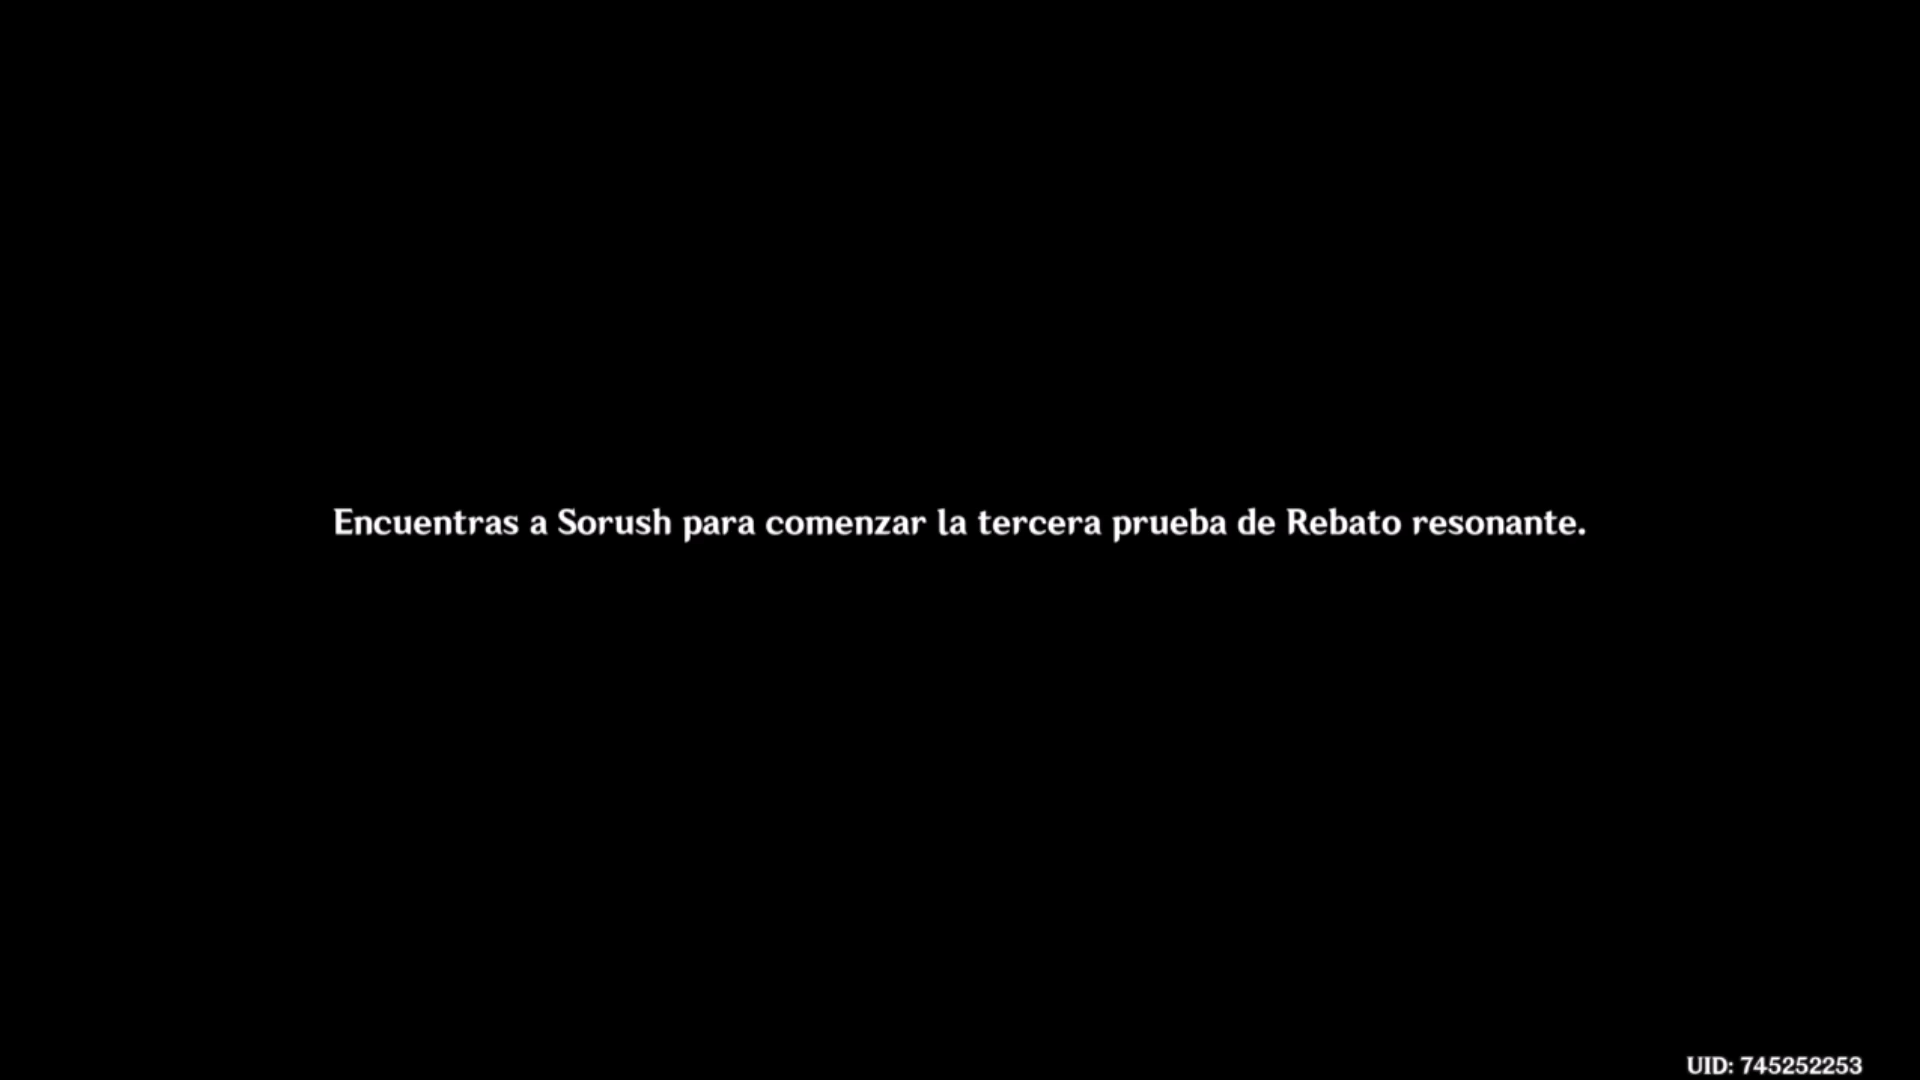 Encuentras a Sorush para comenzar la tercera prueba de Rebato resonante.
UID: 745252253